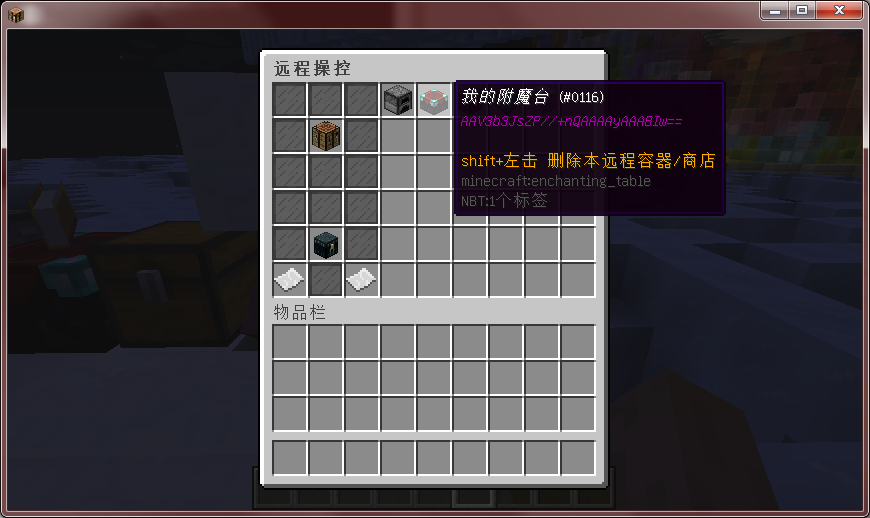 远程操控
我的附魔台 (#0116)
AAV3b3JsZP//+nQAAAAyAAA8Iw==
shift+左击 删除本远程容器/商店
minecraft:enchanting_table
NBT:1个标签
物品栏